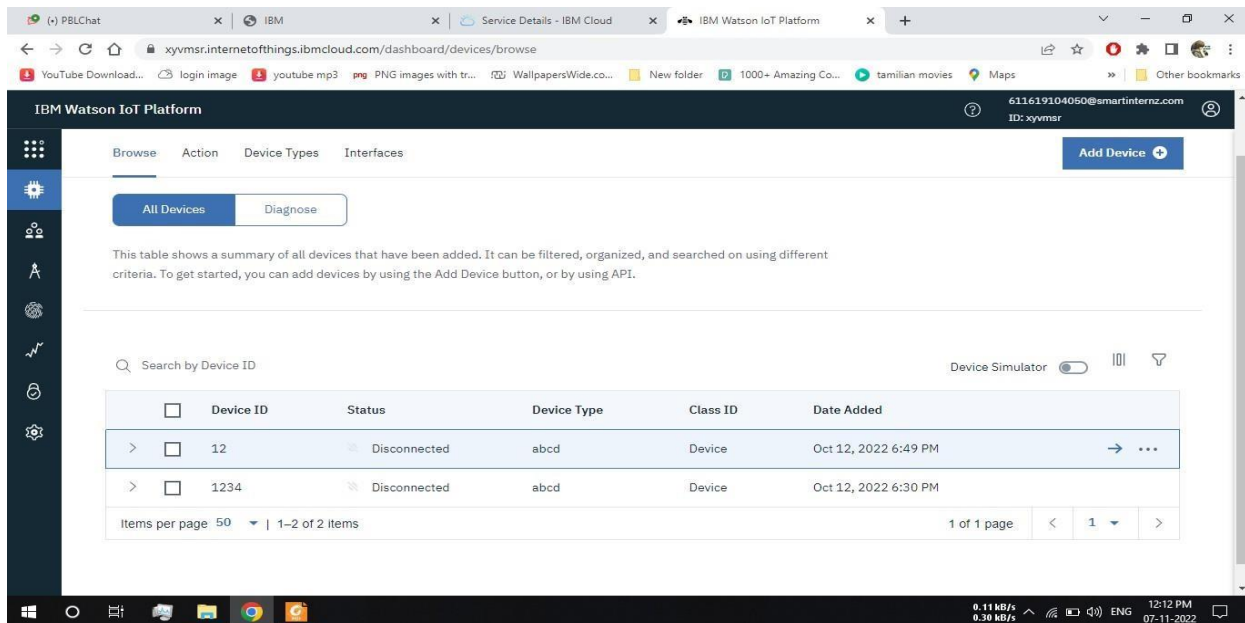 (•) PBLChat
IBM
Service Details - IBM Cloud
IBM Watson IoT Platform
xyvmsr.internetofthings.ibmcloud.com/dashboard/devices/browse
YouTube Download...
login image
youtube mp3
png
PNG images with tr...
WallpapersWide.co...
New folder
1000+ Amazing Co...
tamilian movies
Maps
»
Other bookmarks
IBM Watson IoT Platform
611619104050@smartinternz.com
ID: xyvmsr
Browse Action Device Types Interfaces
Add Device
All Devices Diagnose
This table shows a summary of all devices that have been added. It can be filtered, organized, and searched on using different
criteria. To get started, you can add devices by using the Add Device button, or by using API.
Search by Device ID
Device Simulator
Device ID Status Device Type Class ID Date Added
12 Disconnected abcd Device Oct 12, 2022 6:49 PM
1234 Disconnected abcd Device Oct 12, 2022 6:30 PM
Items per page 50 | 1–2 of 2 items
1 of 1 page < 1 >
0.11 kB/s
0.30 kB/s
ENG
12:12 PM
07-11-2022